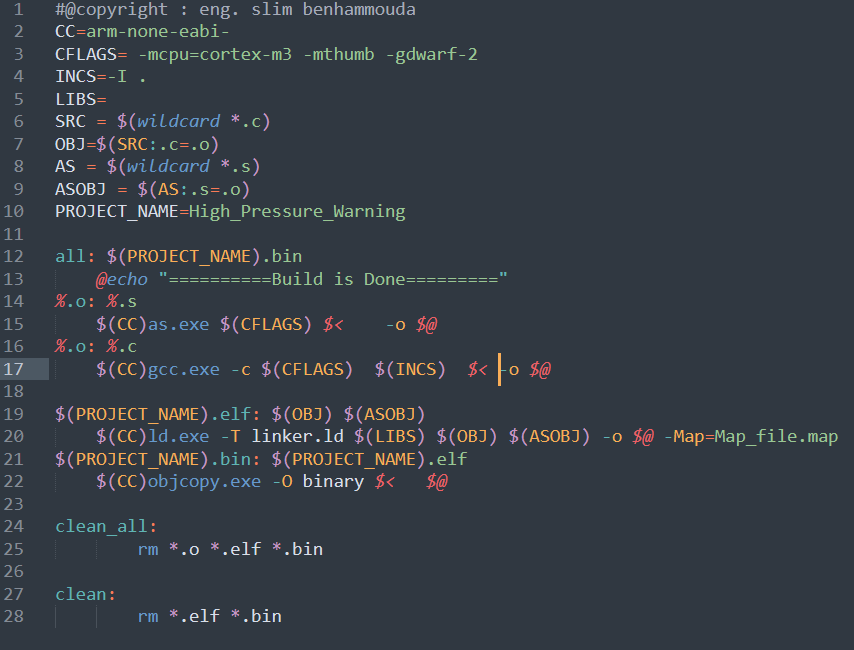 1 #@copyright : eng. slim benhammouda
2 CC=arm-none-eabi-
3 CFLAGS= -mcpu=cortex-m3 -mthumb -gdwarf-2
4 INCS=-I .
5 LIBS=
6 SRC = $(wildcard *.c)
7 OBJ=$(SRC:.c=.o)
8 AS = $(wildcard *.s)
9 ASOBJ = $(AS:.s=.o)
10 PROJECT_NAME=High_Pressure_Warning
11
12 all: $(PROJECT_NAME).bin
13     @echo "==========Build is Done========="
14 %.o: %.s
15     $(CC)as.exe $(CFLAGS) $<    -o $@
16 %.o: %.c
17     $(CC)gcc.exe -c $(CFLAGS)  $(INCS)  $< -o $@
18
19 $(PROJECT_NAME).elf: $(OBJ) $(ASOBJ)
20     $(CC)ld.exe -T linker.ld $(LIBS) $(OBJ) $(ASOBJ) -o $@ -Map=Map_file.map
21 $(PROJECT_NAME).bin: $(PROJECT_NAME).elf
22     $(CC)objcopy.exe -O binary $<   $@
23
24 clean_all:
25         rm *.o *.elf *.bin
26
27 clean:
28         rm *.elf *.bin